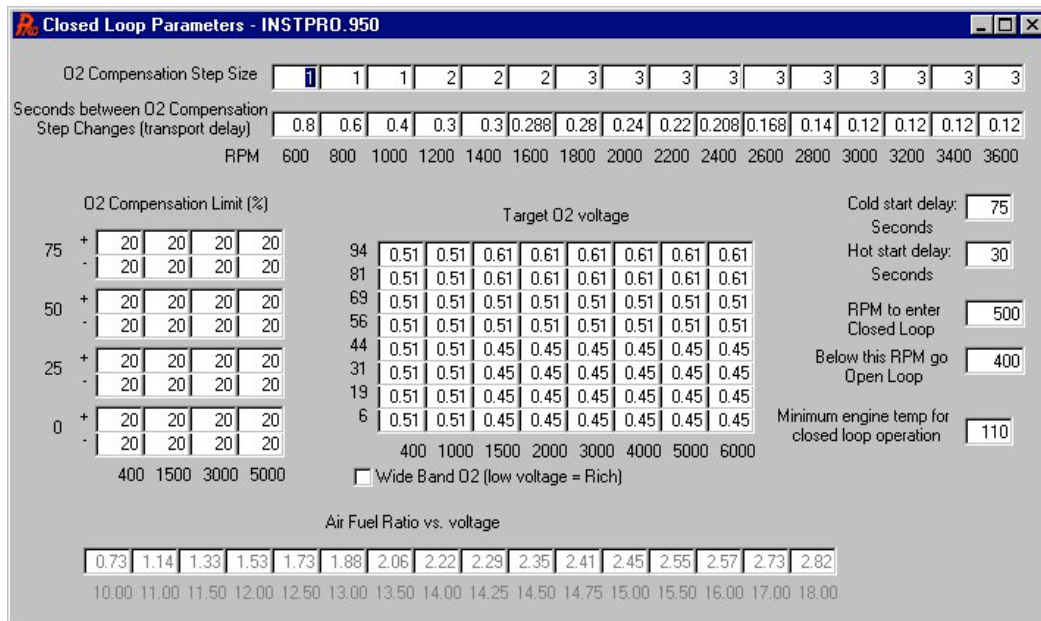 Closed Loop Parameters - INSTPRO.950
O2 Compensation Step Size 1 1 1 2 2 2 3 3 3 3 3 3 3 3 3 3
Seconds between O2 Compensation
Step Changes (transport delay) 0.8 0.6 0.4 0.3 0.3 0.288 0.28 0.24 0.22 0.208 0.168 0.14 0.12 0.12 0.12 0.12
RPM 600 800 1000 1200 1400 1600 1800 2000 2200 2400 2600 2800 3000 3200 3400 3600
O2 Compensation Limit (%)
75 + 20 20 20 20
- 20 20 20 20
50 + 20 20 20 20
- 20 20 20 20
25 + 20 20 20 20
- 20 20 20 20
0 + 20 20 20 20
- 20 20 20 20
400 1500 3000 5000
Target O2 voltage
94 0.51 0.51 0.61 0.61 0.61 0.61 0.61 0.61
81 0.51 0.51 0.61 0.61 0.61 0.61 0.61 0.61
69 0.51 0.51 0.51 0.51 0.51 0.51 0.51 0.51
56 0.51 0.51 0.51 0.51 0.51 0.51 0.51 0.51
44 0.51 0.51 0.45 0.45 0.45 0.45 0.45 0.45
31 0.51 0.51 0.45 0.45 0.45 0.45 0.45 0.45
19 0.51 0.51 0.45 0.45 0.45 0.45 0.45 0.45
6 0.51 0.51 0.45 0.45 0.45 0.45 0.45 0.45
400 1000 1500 2000 3000 4000 5000 6000
Wide Band O2 (low voltage = Rich)
Cold start delay: 75
Seconds
Hot start delay: 30
Seconds
RPM to enter
Closed Loop 500
Below this RPM go
Open Loop 400
Minimum engine temp for
closed loop operation 110
Air Fuel Ratio vs. voltage
0.73 1.14 1.33 1.53 1.73 1.88 2.06 2.22 2.29 2.35 2.41 2.45 2.55 2.57 2.73 2.82
10.00 11.00 11.50 12.00 12.50 13.00 13.50 14.00 14.25 14.50 14.75 15.00 15.50 16.00 17.00 18.00